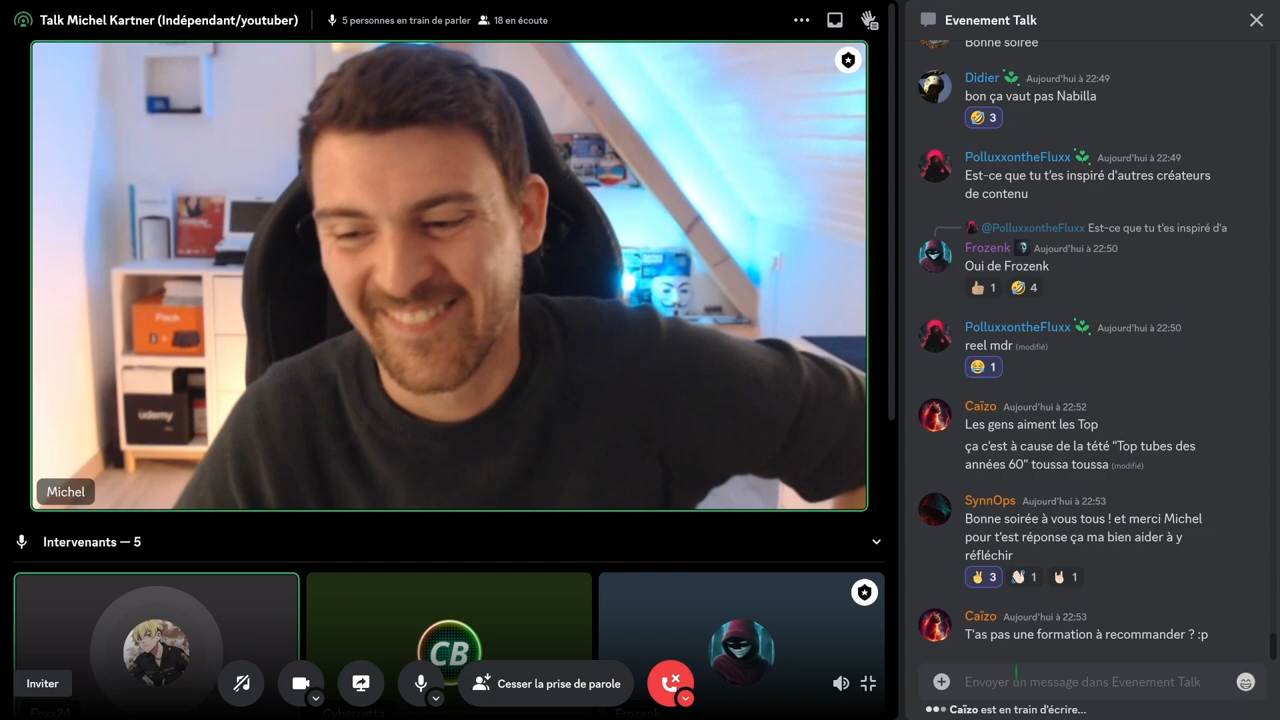 Talk Michel Kartner (Indépendant/youtuber)
5 personnes en train de parler
18 en écoute
Pack
ûdemy
Michel
Intervenants — 5
CB
Inviter
Foxx24
Cyberretta
Frozenk
Cesser la prise de parole
Evenement Talk
Bonne soirée
Didier Aujourd'hui à 22:49
bon ça vaut pas Nabilla
3
PolluxxontheFluxx Aujourd'hui à 22:49
Est-ce que tu t'es inspiré d'autres créateurs
de contenu
@PolluxxontheFluxx Est-ce que tu t'es inspiré d'a
Frozenk Aujourd'hui à 22:50
Oui de Frozenk
1 4
PolluxxontheFluxx Aujourd'hui à 22:50
reel mdr (modifié)
1
Caïzo Aujourd'hui à 22:52
Les gens aiment les Top
ça c'est à cause de la tété "Top tubes des
années 60" toussa toussa (modifié)
SynnOps Aujourd'hui à 22:53
Bonne soirée à vous tous ! et merci Michel
pour t'est réponse ça ma bien aider à y
réfléchir
3 1 1
Caïzo Aujourd'hui à 22:53
T'as pas une formation à recommander ? :p
Envoyer un message dans Evenement Talk
Caïzo est en train d'écrire...